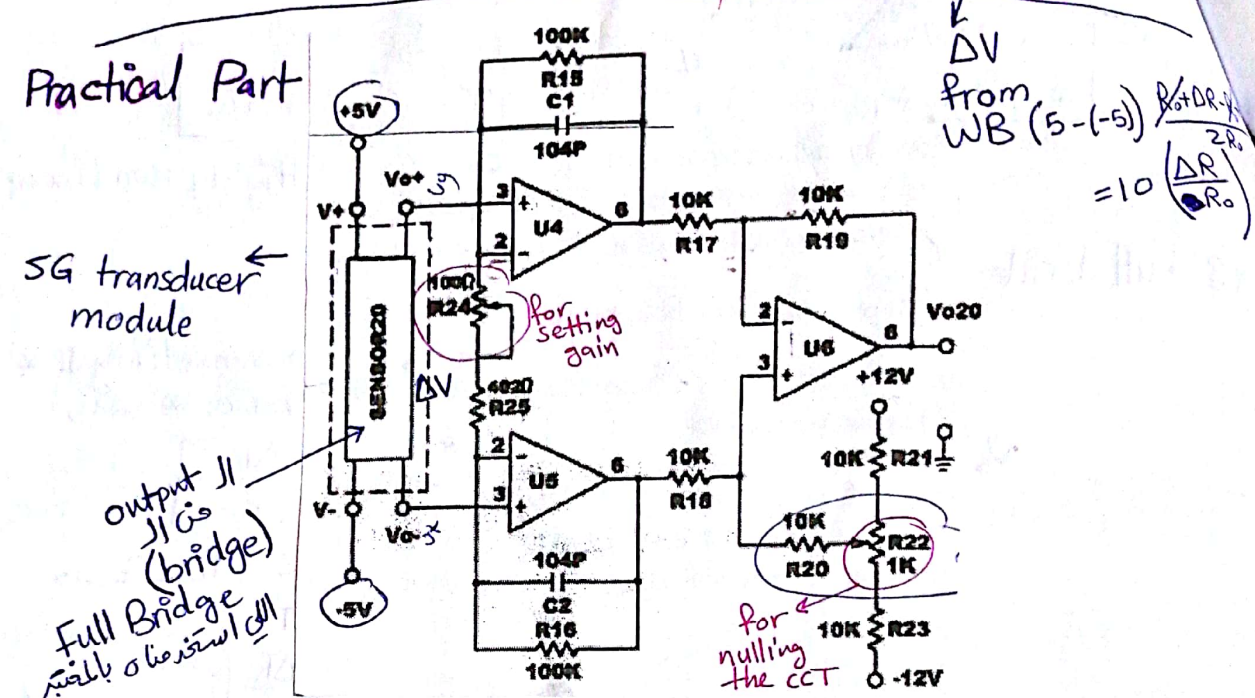 Practical Part
ΔV
from
WB (5-(-5)) R₀+ΔR-R₀
2R₀
=10 (ΔR
R₀)
100K
R15
C1
104P
+5V
Vo+
V+
3
+
U4
6
2
-
10K
R17
10K
R19
SG transducer
module
100Ω
R24
for
setting
gain
SENSOR20
ΔV
402Ω
R25
2
-
U6
6
Vo20
3
+
+12V
10K
R21
2
-
U5
6
3
+
10K
R18
V-
Vo-
10K
R20
R22
1K
104P
C2
R16
100K
-5V
for
nulling
the CCT
10K
R23
-12V
output ال
من ال
(bridge)
Full Bridge
اللي استخدمناه بالمختبر